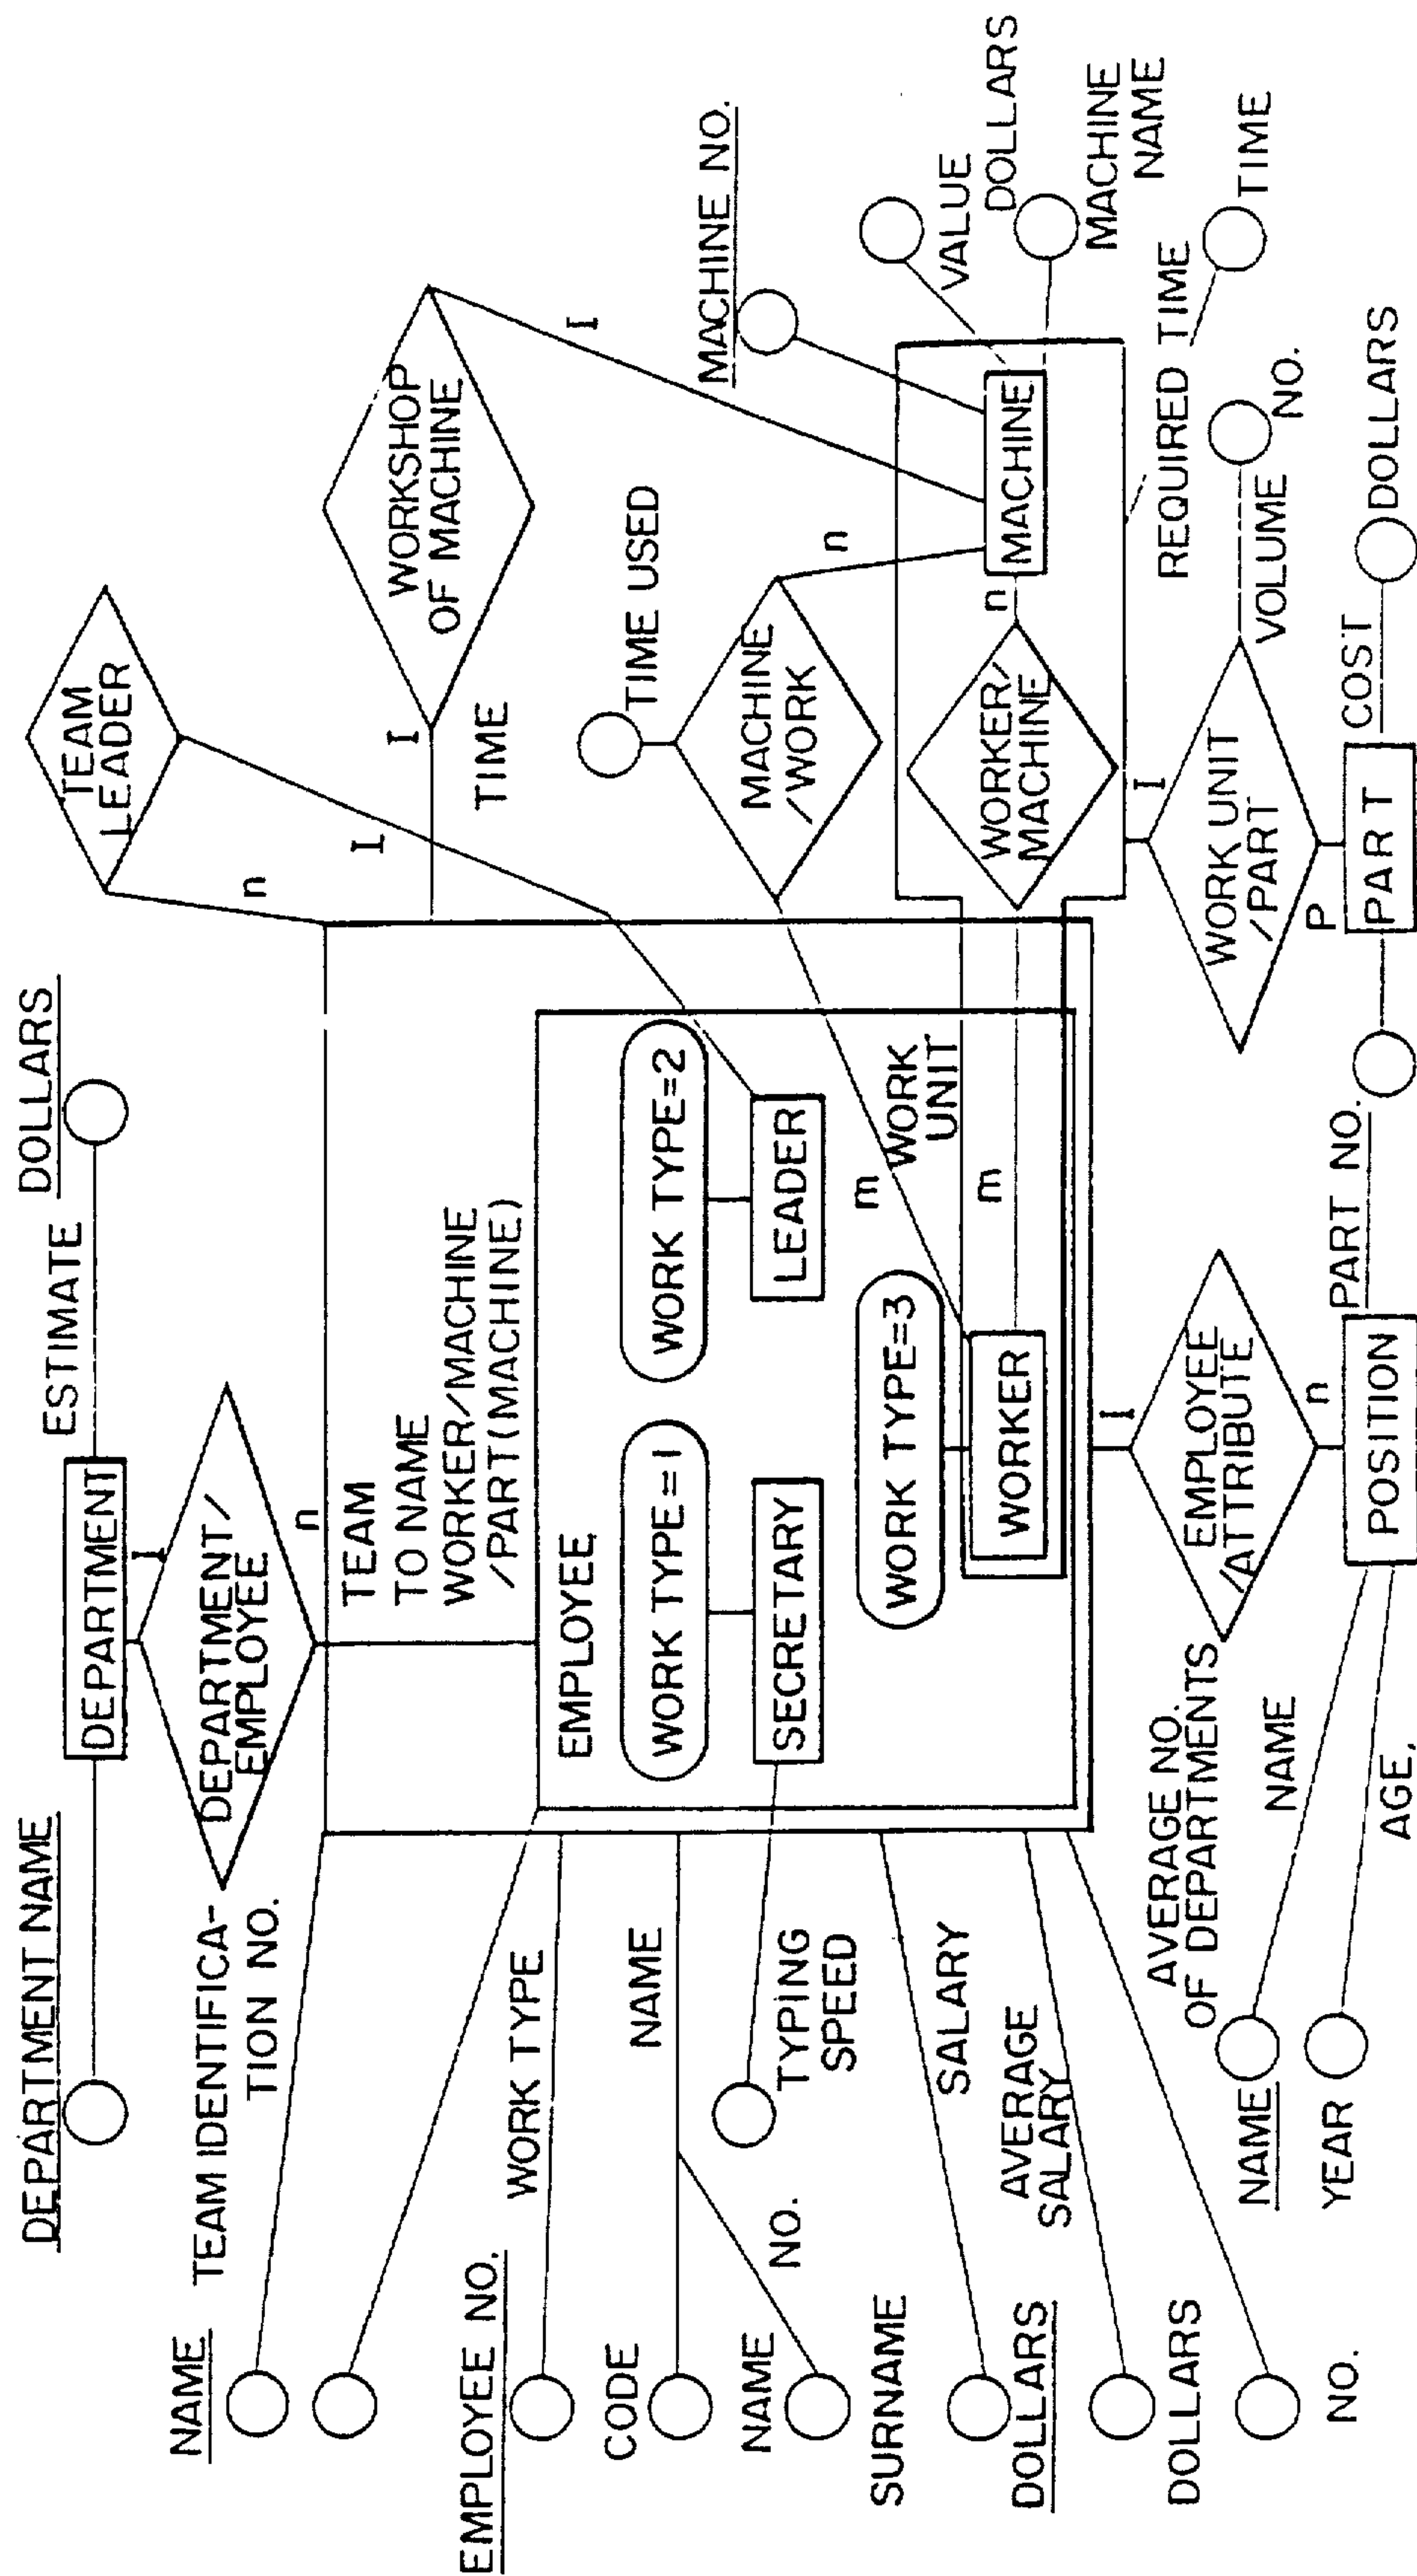 DEPARTMENT NAME
DOLLARS
ESTIMATE
DEPARTMENT
TEAM
LEADER
I
n
NAME
TEAM IDENTIFICA-
TION NO.
DEPARTMENT/
EMPLOYEE
n
I
TEAM
TO NAME
WORKER/MACHINE
/PART(MACHINE)
I
WORKSHOP
OF MACHINE
TIME
I
EMPLOYEE NO.
WORK TYPE
EMPLOYEE
CODE
NAME
WORK TYPE=1
WORK TYPE=2
TIME USED
MACHINE NO.
NAME
NO.
TYPING
SPEED
SECRETARY
LEADER
MACHINE
/WORK
n
m
SURNAME
SALARY
WORK TYPE=3
WORK
UNIT
VALUE
DOLLARS
DOLLARS
AVERAGE
SALARY
WORKER
m
WORKER/
MACHINE
n
MACHINE
MACHINE
NAME
DOLLARS
AVERAGE NO.
OF DEPARTMENTS
I
EMPLOYEE
/ATTRIBUTE
n
I
WORK UNIT
/PART
P
REQUIRED TIME
TIME
VOLUME
NO.
NO.
NAME
NAME
YEAR
AGE,
POSITION
PART NO.
PART
COST
DOLLARS